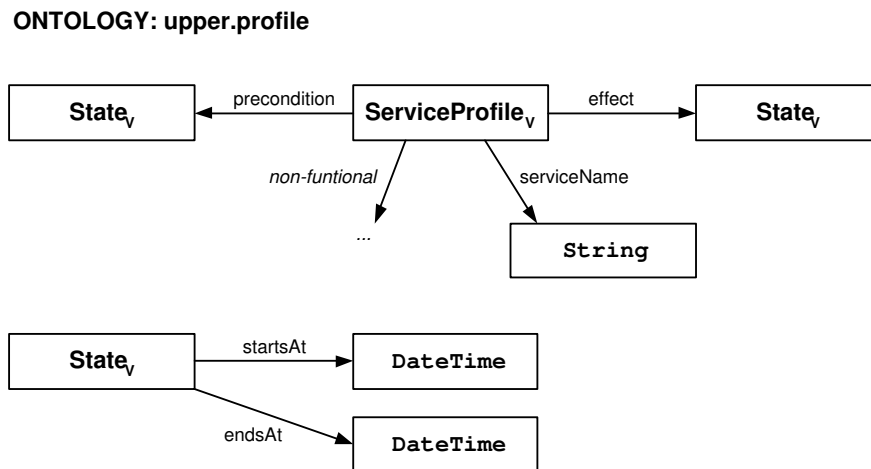 ONTOLOGY: upper.profile
State_V precondition ServiceProfile_V effect State_V
non-funtional serviceName
...
String
State_V startsAt DateTime
endsAt DateTime